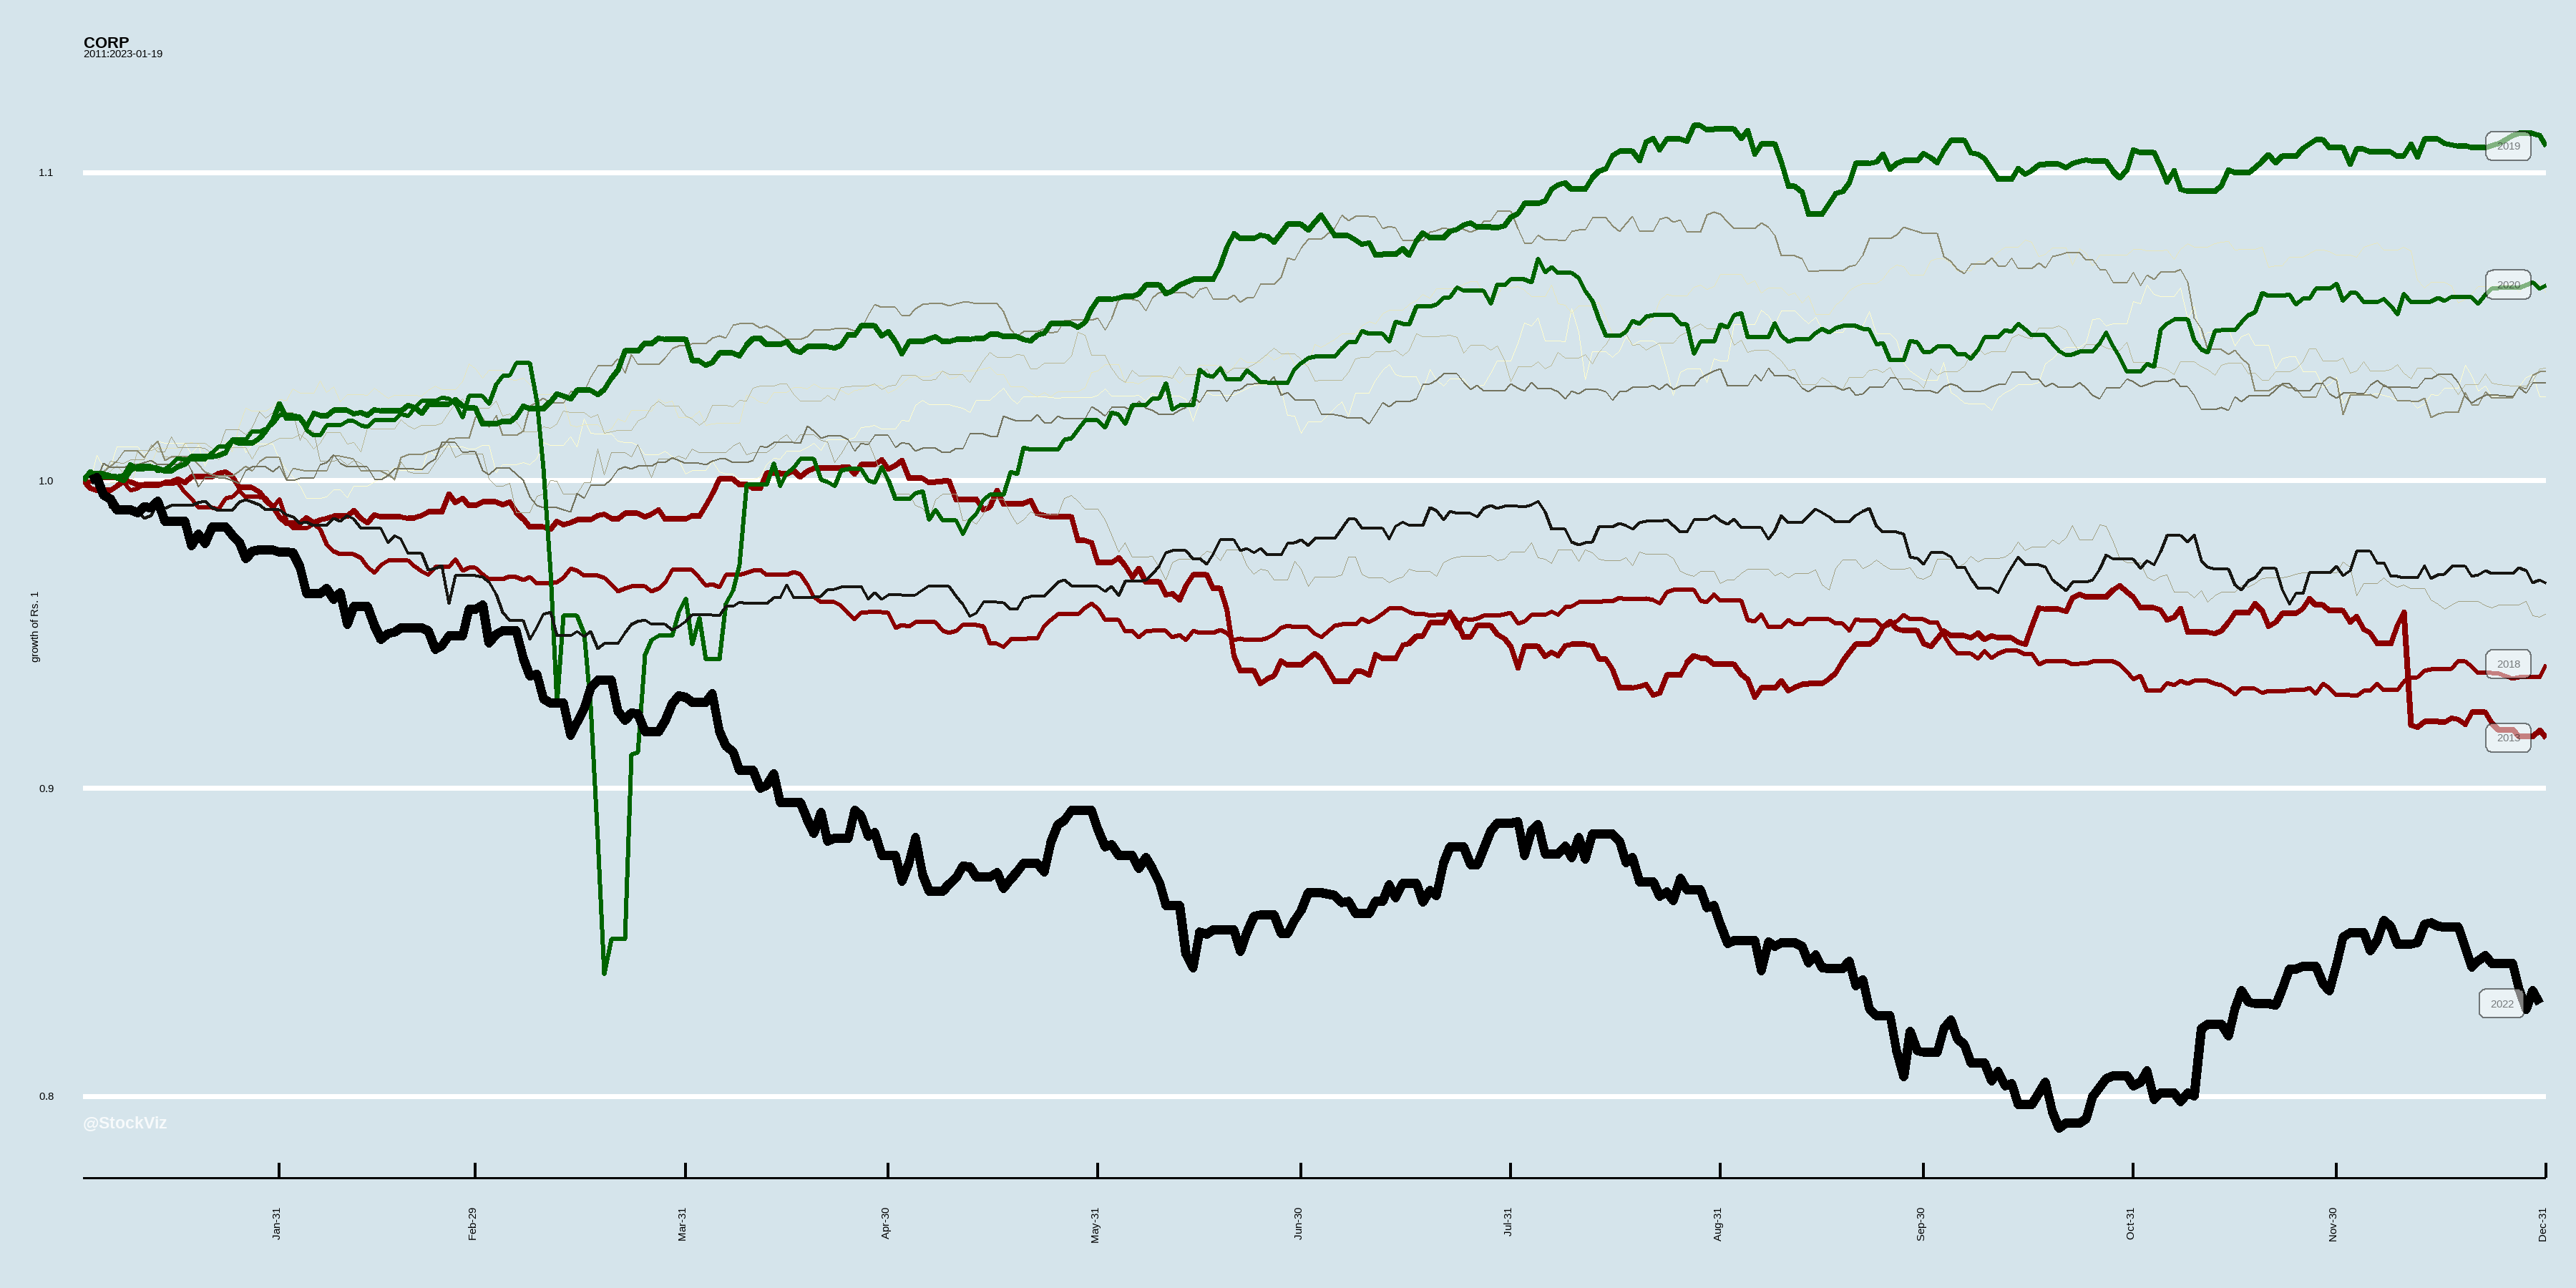 CORP
2011:2023-01-19
growth of Rs. 1
1.1
1.0
0.9
0.8
2019
2020
2018
2013
2022
@StockViz
Jan-31
Feb-29
Mar-31
Apr-30
May-31
Jun-30
Jul-31
Aug-31
Sep-30
Oct-31
Nov-30
Dec-31